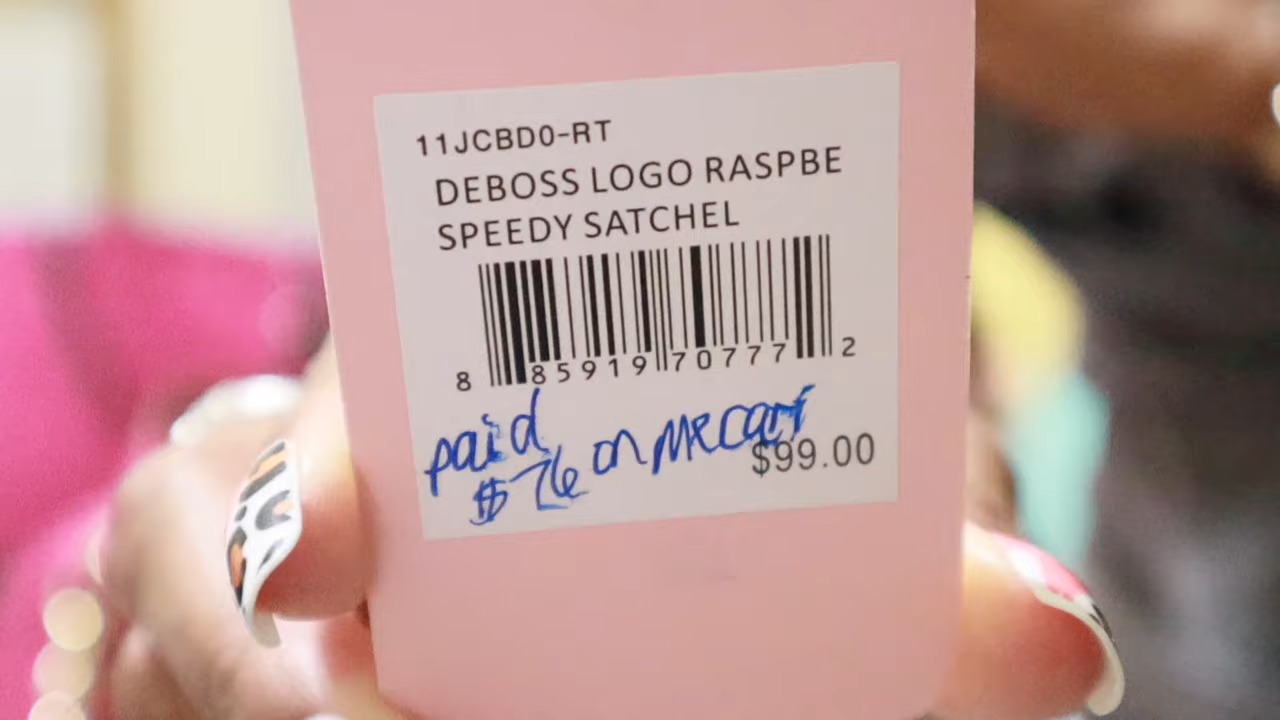 11JCBD0-RT
DEBOSS LOGO RASPBE
SPEEDY SATCHEL
8 85919 70777 2
paid
$76 on Mercari
$99.00